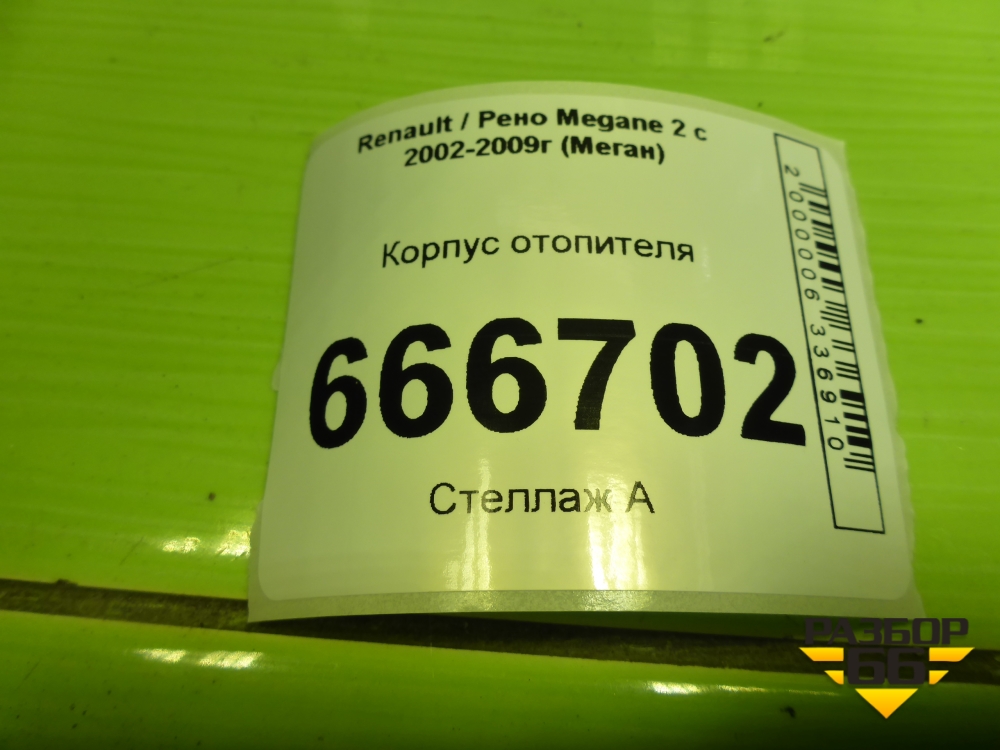 Renault / Рено Megane 2 с
2002-2009г (Меган)
Корпус отопителя
666702
Стеллаж А
2000006336910
РАЗБОР
66